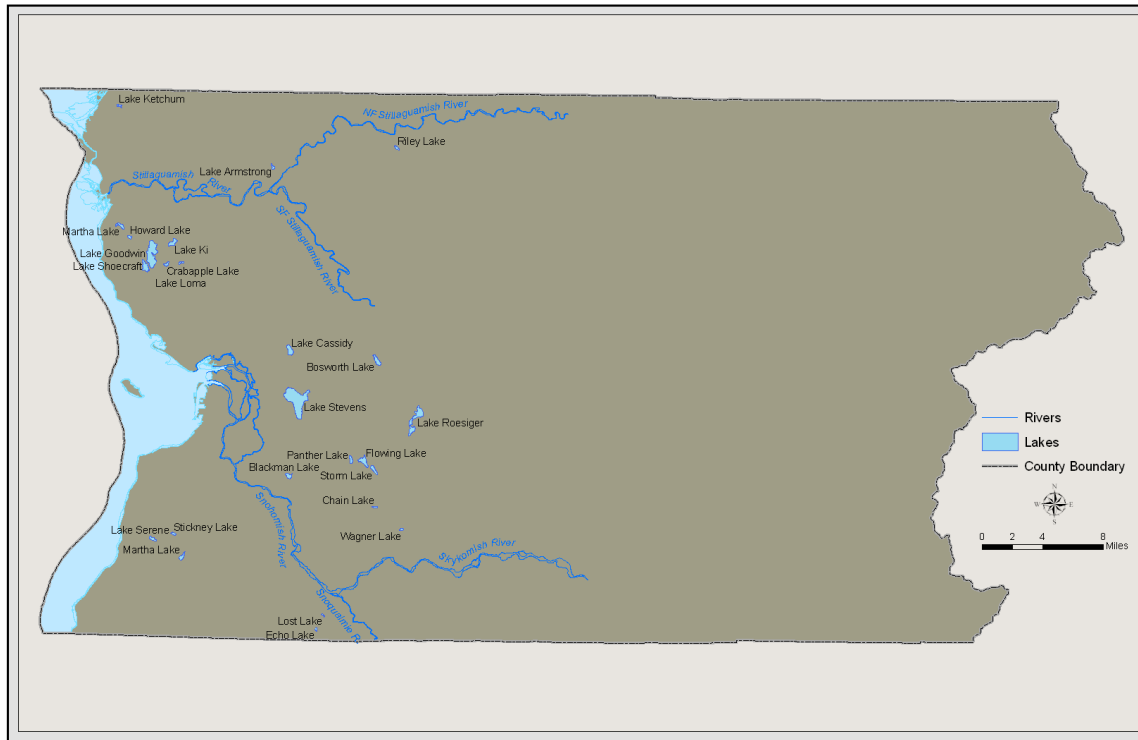 Lake Ketchum
NF Stillaguamish River
Riley Lake
Lake Armstrong
Stillaguamish
River
SF Stillaguamish River
Martha Lake
Howard Lake
Lake Goodwin
Lake Ki
Lake Shoecraft
Crabapple Lake
Lake Loma
Lake Cassidy
Bosworth Lake
Lake Stevens
Lake Roesiger
Panther Lake
Flowing Lake
Blackman Lake
Storm Lake
Chain Lake
Snohomish River
Lake Serene
Stickney Lake
Wagner Lake
Martha Lake
Skykomish River
Snoqualmie R.
Lost Lake
Echo Lake
Rivers
Lakes
County Boundary
N
W
E
S
0 2 4 8
Miles